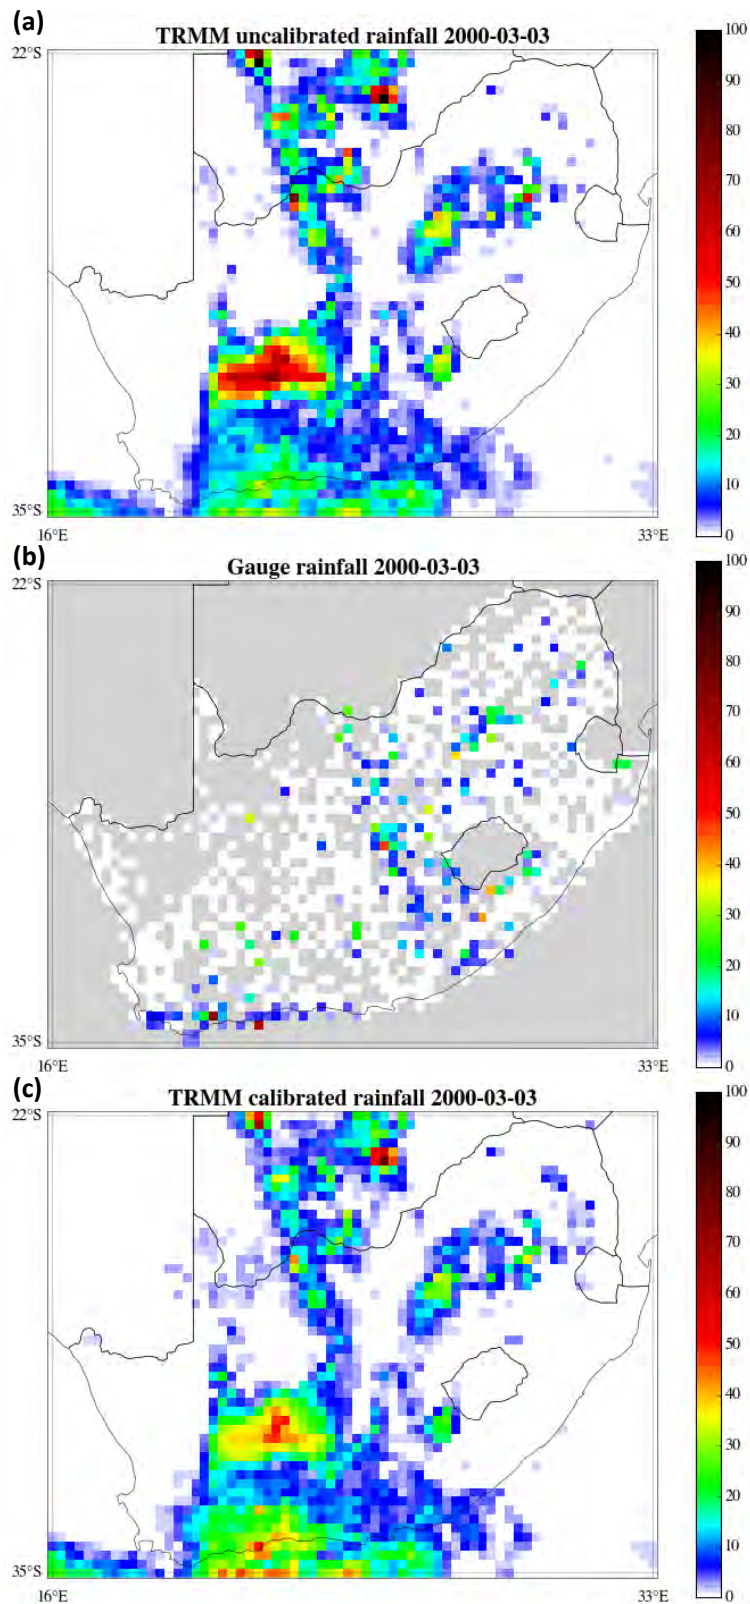 (a)
TRMM uncalibrated rainfall 2000-03-03
22°S
35°S
16°E
33°E
100
90
80
70
60
50
40
30
20
10
0
(b)
Gauge rainfall 2000-03-03
22°S
35°S
16°E
33°E
100
90
80
70
60
50
40
30
20
10
0
(c)
TRMM calibrated rainfall 2000-03-03
22°S
35°S
16°E
33°E
100
90
80
70
60
50
40
30
20
10
0